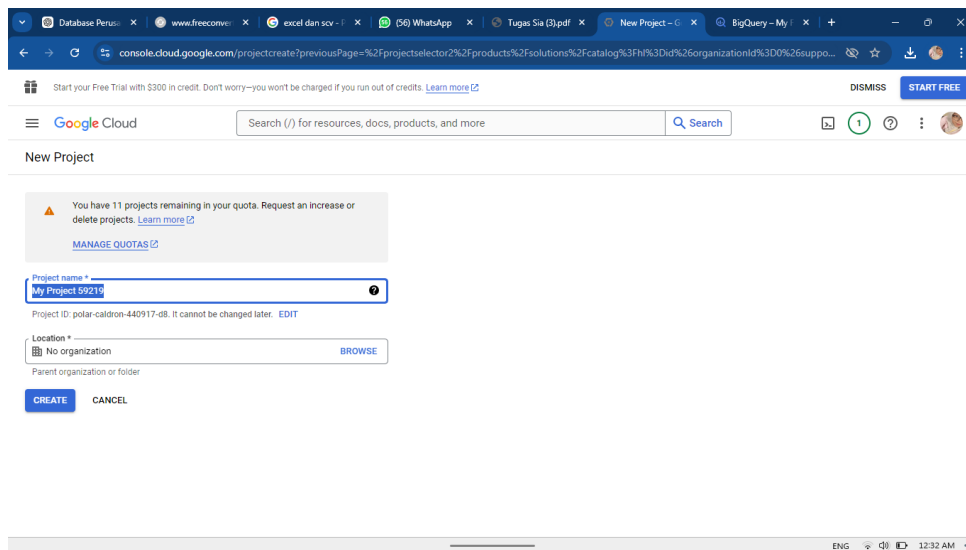 Database Perusa
www.freeconver
excel dan scv - P
(56) WhatsApp
Tugas Sia (3).pdf
New Project – G
BigQuery – My F
console.cloud.google.com/projectcreate?previousPage=%2Fprojectselector2%2Fproducts%2Fsolutions%2Fcatalog%3Fhl%3Did%26organizationId%3D0%26suppo...
Start your Free Trial with $300 in credit. Don't worry—you won't be charged if you run out of credits. Learn more
DISMISS
START FREE
Google Cloud
Search (/) for resources, docs, products, and more
Search
1
New Project
You have 11 projects remaining in your quota. Request an increase or
delete projects. Learn more
MANAGE QUOTAS
Project name *
My Project 59219
Project ID: polar-caldron-440917-d8. It cannot be changed later. EDIT
Location *
No organization
BROWSE
Parent organization or folder
CREATE
CANCEL
ENG
12:32 AM